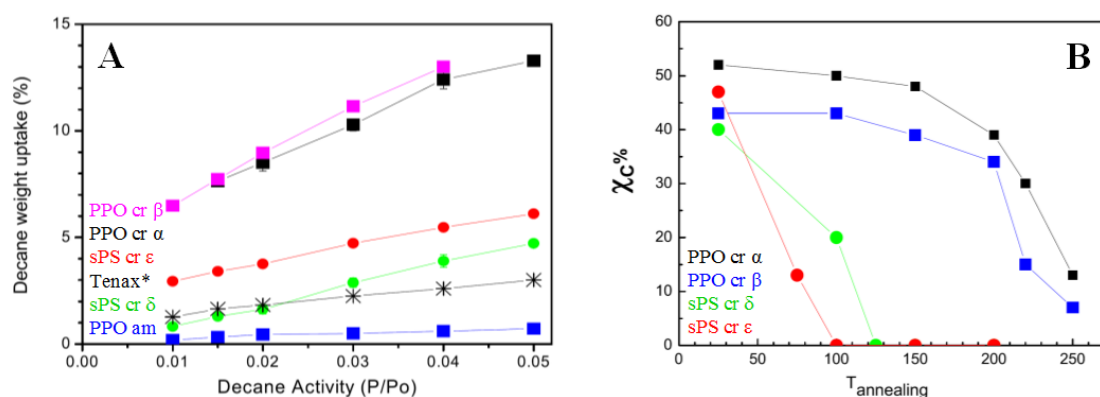 A
15
10
5
0
Decane weight uptake (%)
PPO cr β
PPO cr α
sPS cr ε
Tenax*
sPS cr δ
PPO am
0.00 0.01 0.02 0.03 0.04 0.05
Decane Activity (P/Po)
B
60
50
40
30
20
10
0
χC%
PPO cr α
PPO cr β
sPS cr δ
sPS cr ε
0 50 100 150 200 250
Tannealing